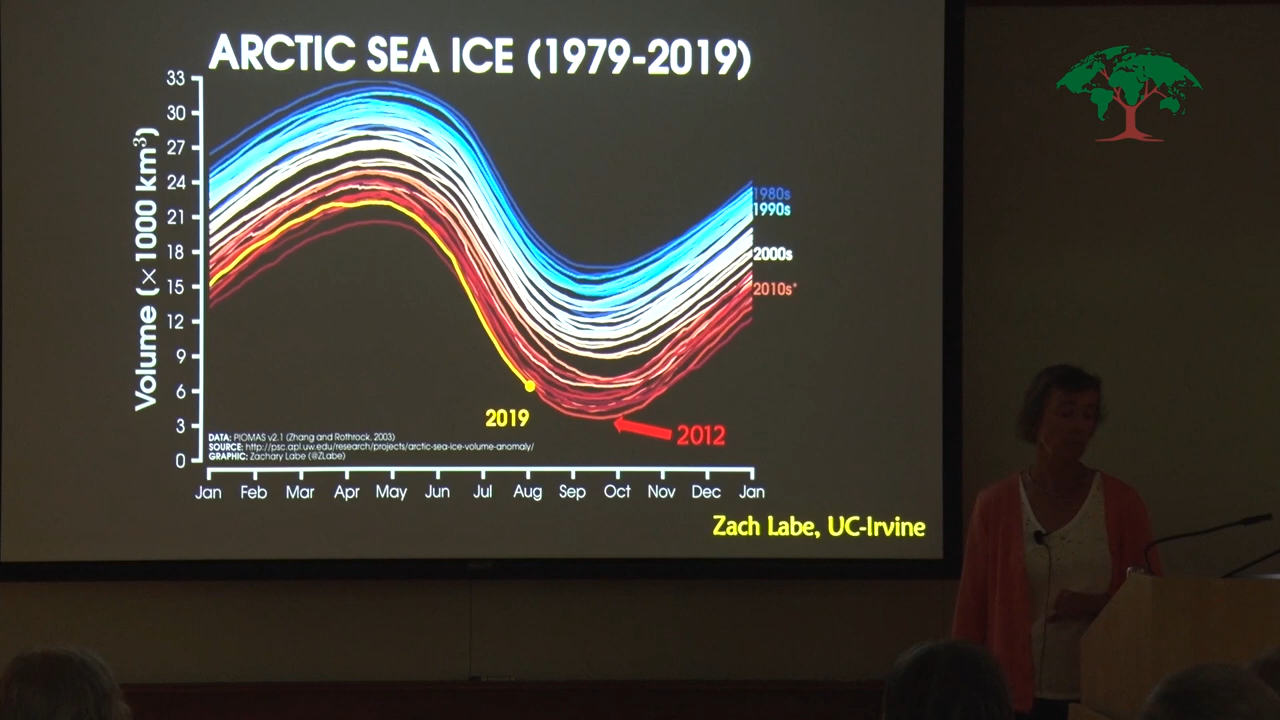 ARCTIC SEA ICE (1979-2019)
Volume (× 1000 km³)
33
30
27
24
21
18
15
12
9
6
3
0
1980s
1990s
2000s
2010s*
2019
2012
DATA: PIOMAS v2.1 (Zhang and Rothrock, 2003)
SOURCE: http://psc.apl.uw.edu/research/projects/arctic-sea-ice-volume-anomaly/
GRAPHIC: Zachary Labe (@ZLabe)
Jan Feb Mar Apr May Jun Jul Aug Sep Oct Nov Dec Jan
Zach Labe, UC-Irvine